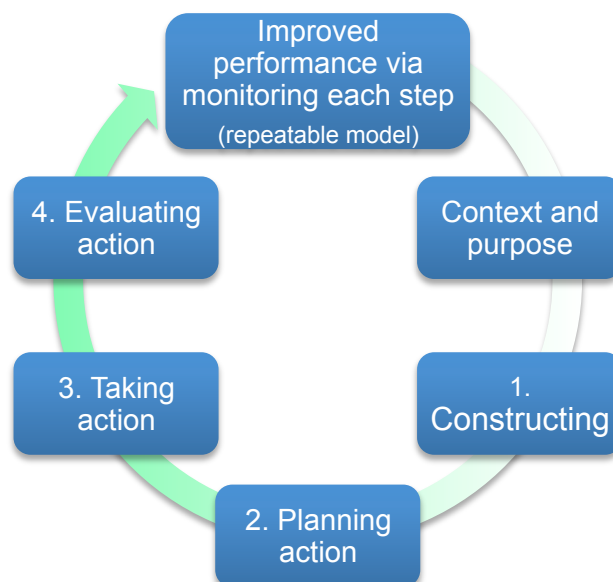 Improved
performance via
monitoring each step
(repeatable model)
Context and
purpose
1.
Constructing
2. Planning
action
3. Taking
action
4. Evaluating
action